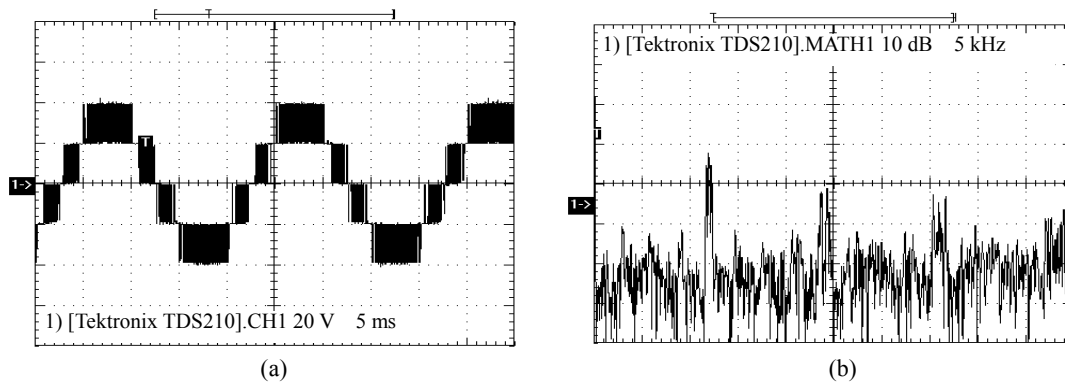 1) [Tektronix TDS210].CH1 20 V 5 ms
T
1->
(a)
1) [Tektronix TDS210].MATH1 10 dB 5 kHz
T
1->
(b)